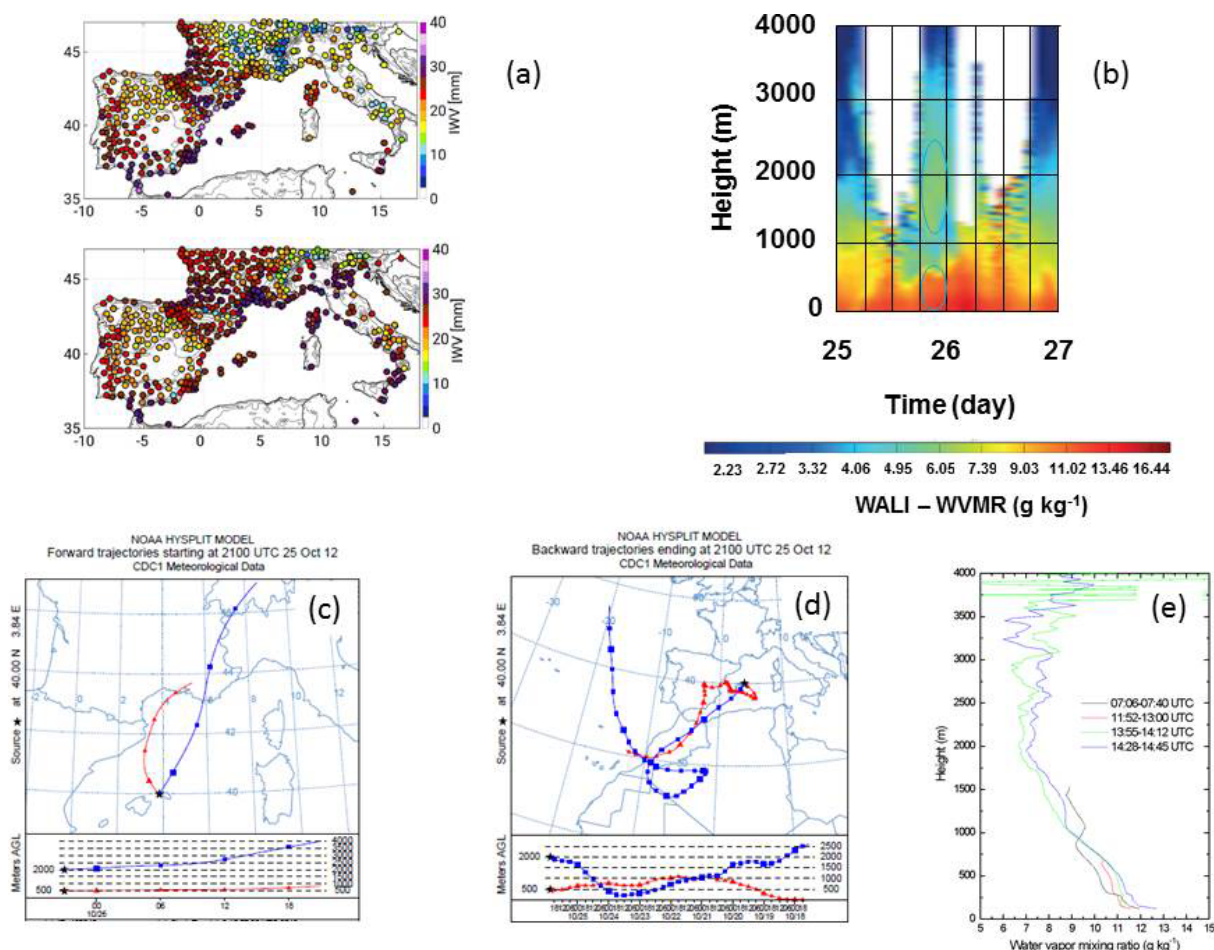 (a)
45
40
35
-10 -5 0 5 10 15
40
30
20
10
0
IWV [mm]
45
40
35
-10 -5 0 5 10 15
40
30
20
10
0
IWV [mm]
(b)
4000
3000
2000
1000
0
Height (m)
25 26 27
Time (day)
2.23 2.72 3.32 4.06 4.95 6.05 7.39 9.03 11.02 13.46 16.44
WALI – WVMR (g kg-1)
NOAA HYSPLIT MODEL
Forward trajectories starting at 2100 UTC 25 Oct 12
CDC1 Meteorological Data
(c)
Source ★ at 40.00 N 3.84 E
Meters AGL
2000
500
00 06 12 18
10/26
NOAA HYSPLIT MODEL
Backward trajectories ending at 2100 UTC 25 Oct 12
CDC1 Meteorological Data
(d)
Source ★ at 40.00 N 3.84 E
Meters AGL
2000
500
2500
2000
1500
1000
500
10/25 10/24 10/23 10/22 10/21 10/20 10/19 10/18
(e)
4000
3500
3000
2500
2000
1500
1000
500
0
Height (m)
07:06-07:40 UTC
11:52-13:00 UTC
13:55-14:12 UTC
14:28-14:45 UTC
5 6 7 8 9 10 11 12 13 14 15
Water vapor mixing ratio (g kg-1)